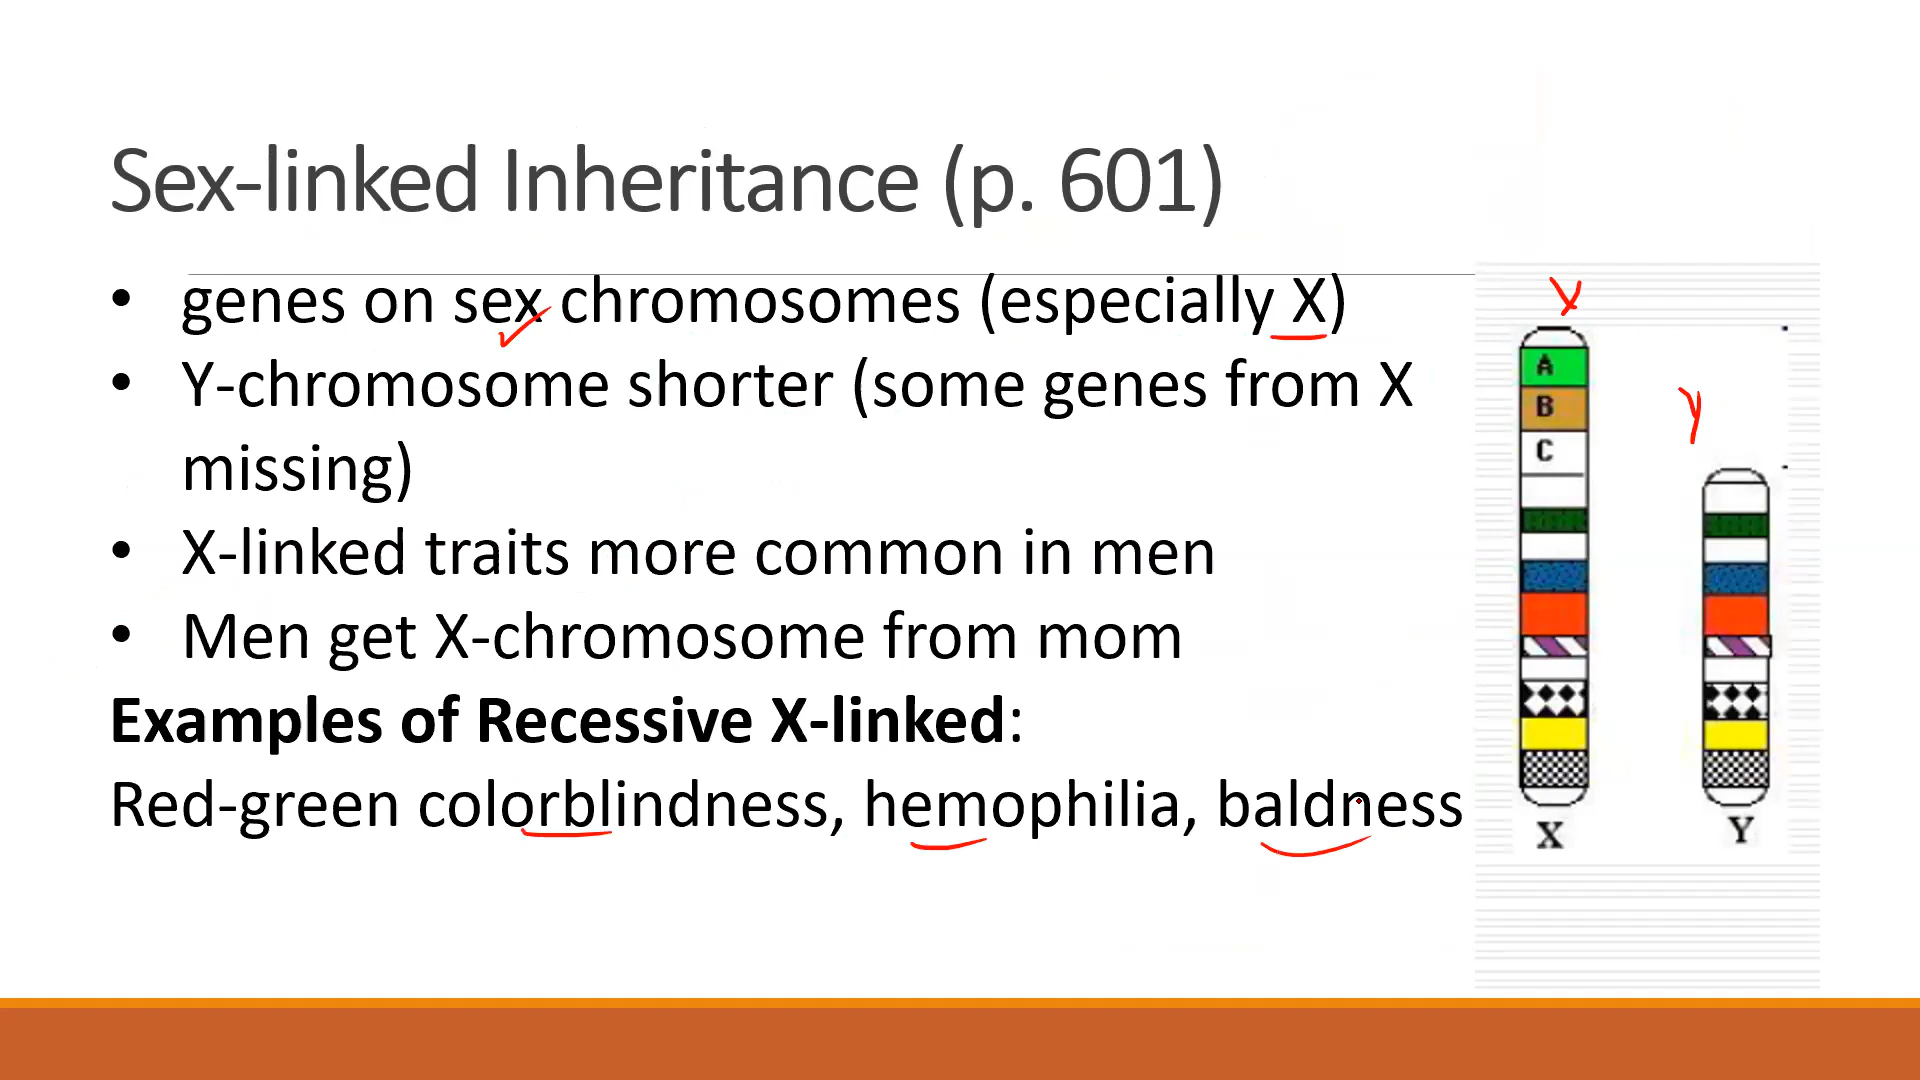 Sex-linked Inheritance (p. 601)
• genes on sex chromosomes (especially X)
• Y-chromosome shorter (some genes from X
missing)
• X-linked traits more common in men
• Men get X-chromosome from mom
Examples of Recessive X-linked:
Red-green colorblindness, hemophilia, baldness
X
Y
A
B
C
X
Y